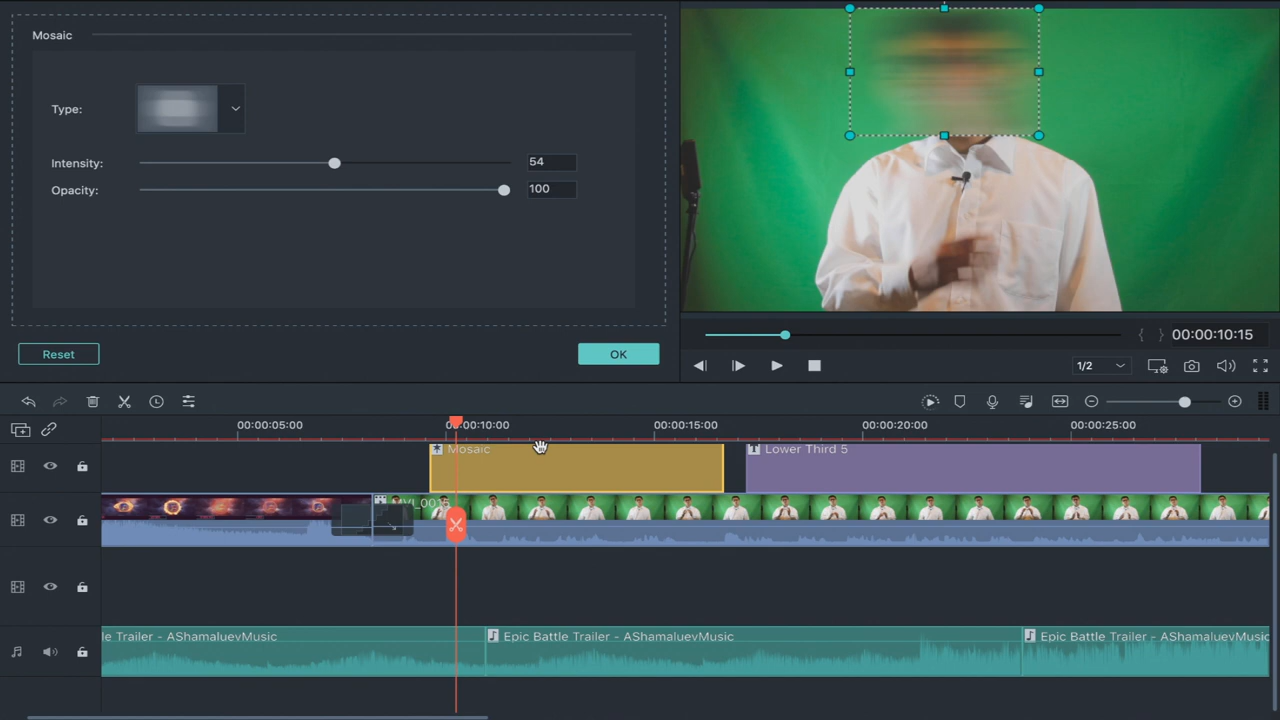 Mosaic
Type:
Intensity: 54
Opacity: 100
Reset
OK
00:00:10:15
1/2
00:00:05:00
00:00:10:00
00:00:15:00
00:00:20:00
00:00:25:00
Mosaic
Lower Third 5
MVI_0015
le Trailer - AShamaluevMusic
Epic Battle Trailer - AShamaluevMusic
Epic Battle Trailer - AShamaluevMusic